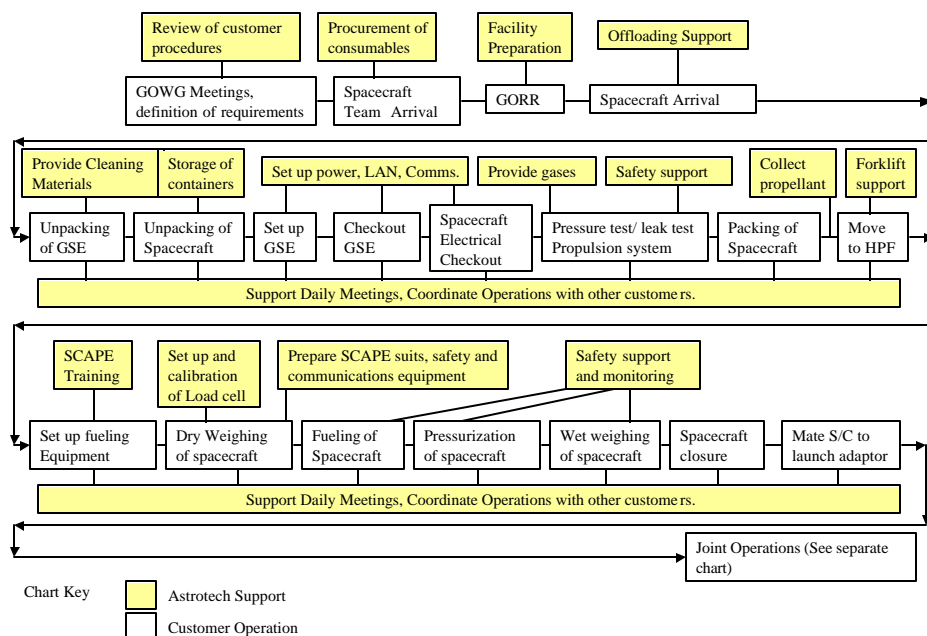 Review of customer
procedures
Procurement of
consumables
Facility
Preparation
Offloading Support
GOWG Meetings,
definition of requirements
Spacecraft
Team Arrival
GORR
Spacecraft Arrival
Provide Cleaning
Materials
Storage of
containers
Set up power, LAN, Comms.
Provide gases
Safety support
Collect
propellant
Forklift
support
Unpacking
of GSE
Unpacking of
Spacecraft
Set up
GSE
Checkout
GSE
Spacecraft
Electrical
Checkout
Pressure test/ leak test
Propulsion system
Packing of
Spacecraft
Move
to HPF
Support Daily Meetings, Coordinate Operations with other customers.
SCAPE
Training
Set up and
calibration
of Load cell
Prepare SCAPE suits, safety and
communications equipment
Safety support
and monitoring
Set up fueling
Equipment
Dry Weighing
of spacecraft
Fueling of
Spacecraft
Pressurization
of spacecraft
Wet weighing
of spacecraft
Spacecraft
closure
Mate S/C to
launch adaptor
Support Daily Meetings, Coordinate Operations with other customers.
Joint Operations (See separate
chart)
Chart Key
Astrotech Support
Customer Operation